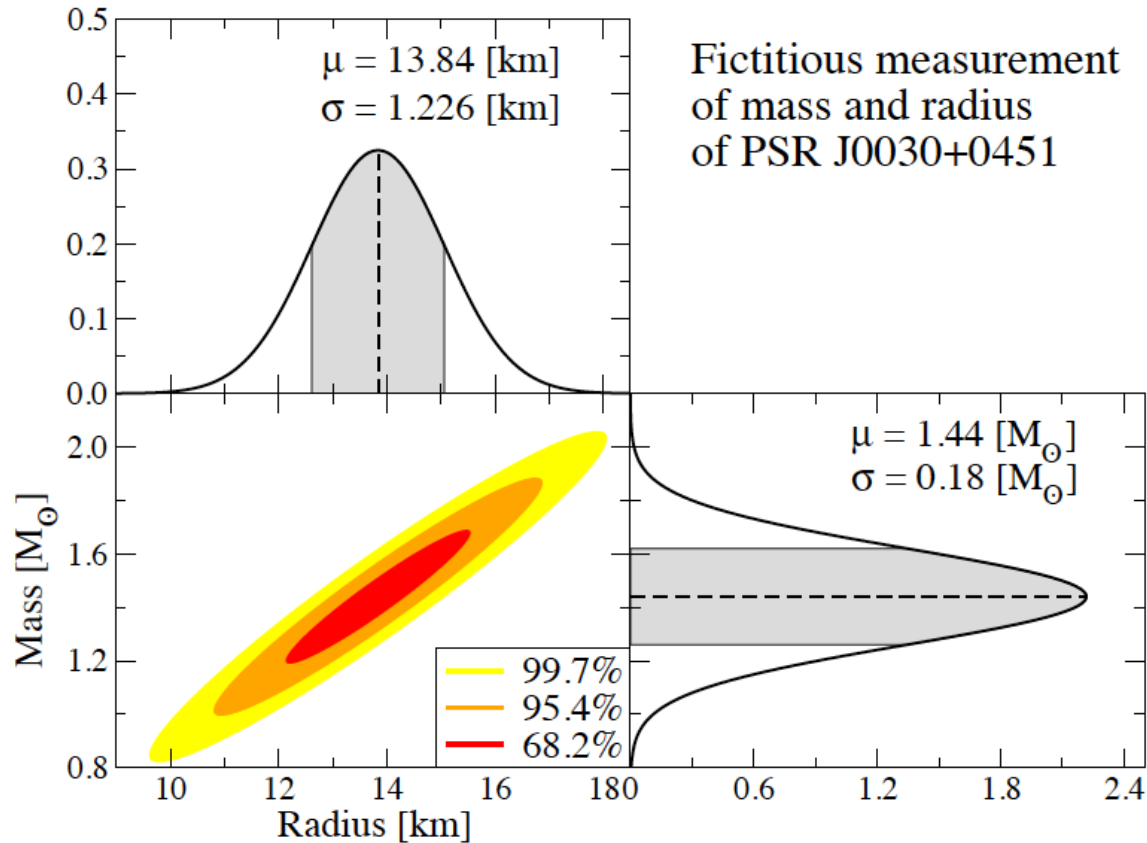 0.5
0.4
0.3
0.2
0.1
0.0
μ = 13.84 [km]
σ = 1.226 [km]
Fictitious measurement
of mass and radius
of PSR J0030+0451
Mass [M⊙]
2.0
1.6
1.2
0.8
99.7%
95.4%
68.2%
10 12 14 16 18
Radius [km]
μ = 1.44 [M⊙]
σ = 0.18 [M⊙]
0 0.6 1.2 1.8 2.4